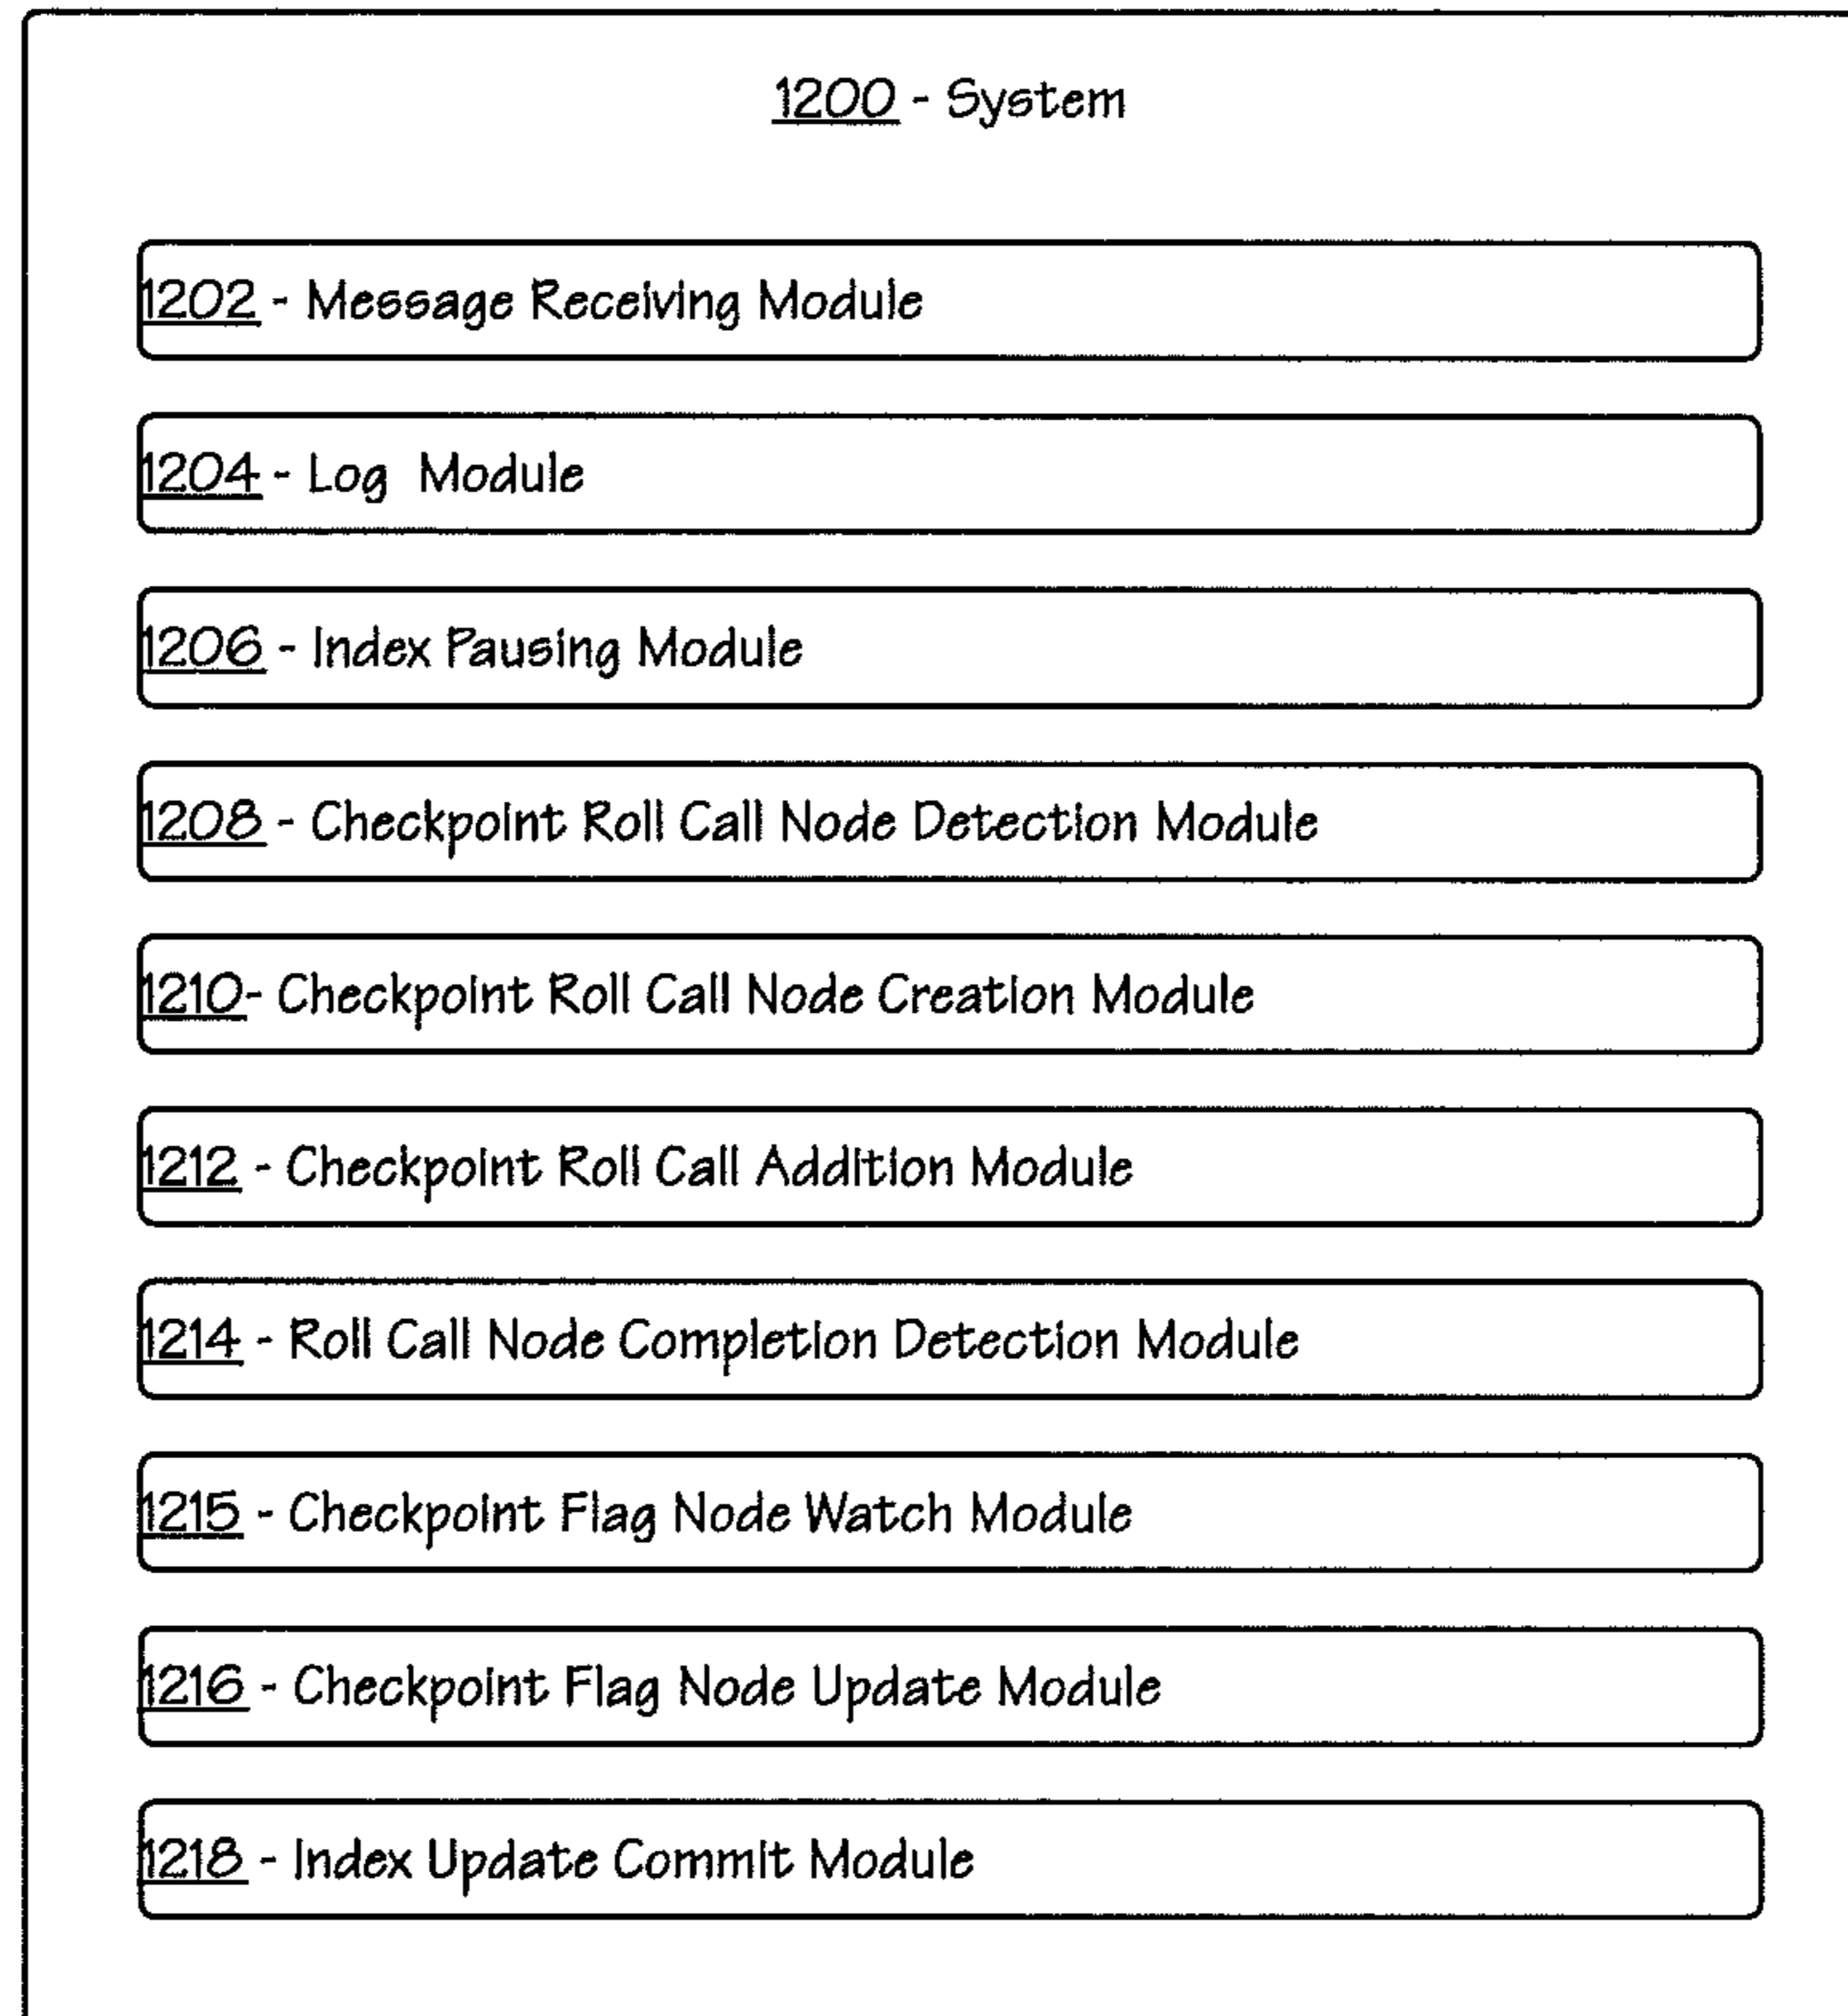 1200 - System
1202 - Message Receiving Module
1204 - Log Module
1206 - Index Pausing Module
1208 - Checkpoint Roll Call Node Detection Module
1210- Checkpoint Roll Call Node Creation Module
1212 - Checkpoint Roll Call Addition Module
1214 - Roll Call Node Completion Detection Module
1215 - Checkpoint Flag Node Watch Module
1216 - Checkpoint Flag Node Update Module
1218 - Index Update Commit Module